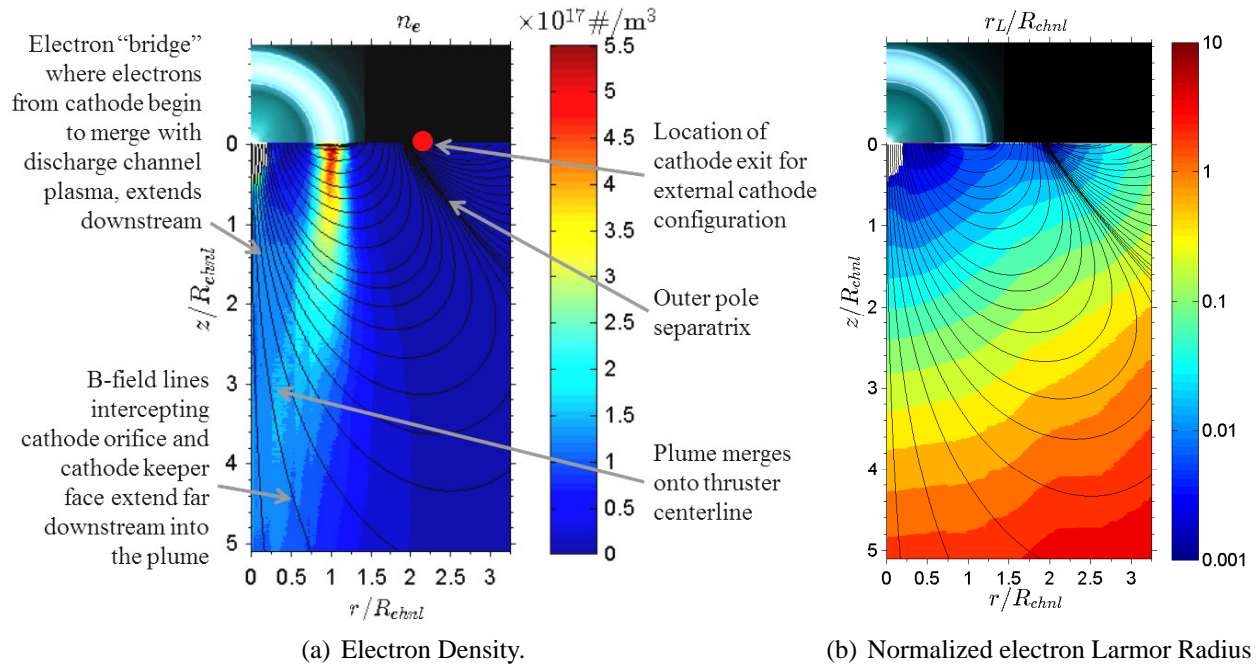 n_e
×10^17 #/m^3
r_L/R_chnl
Electron “bridge”
where electrons
from cathode begin
to merge with
discharge channel
plasma, extends
downstream
B-field lines
intercepting
cathode orifice and
cathode keeper
face extend far
downstream into
the plume
0
1
2
3
4
5
z/R_chnl
0 0.5 1 1.5 2 2.5 3
r/R_chnl
5.5
5
4.5
4
3.5
3
2.5
2
1.5
1
0.5
0
Location of
cathode exit for
external cathode
configuration
Outer pole
separatrix
Plume merges
onto thruster
centerline
0
1
2
3
4
5
z/R_chnl
0 0.5 1 1.5 2 2.5 3
r/R_chnl
10
1
0.1
0.01
0.001
(a) Electron Density.
(b) Normalized electron Larmor Radius